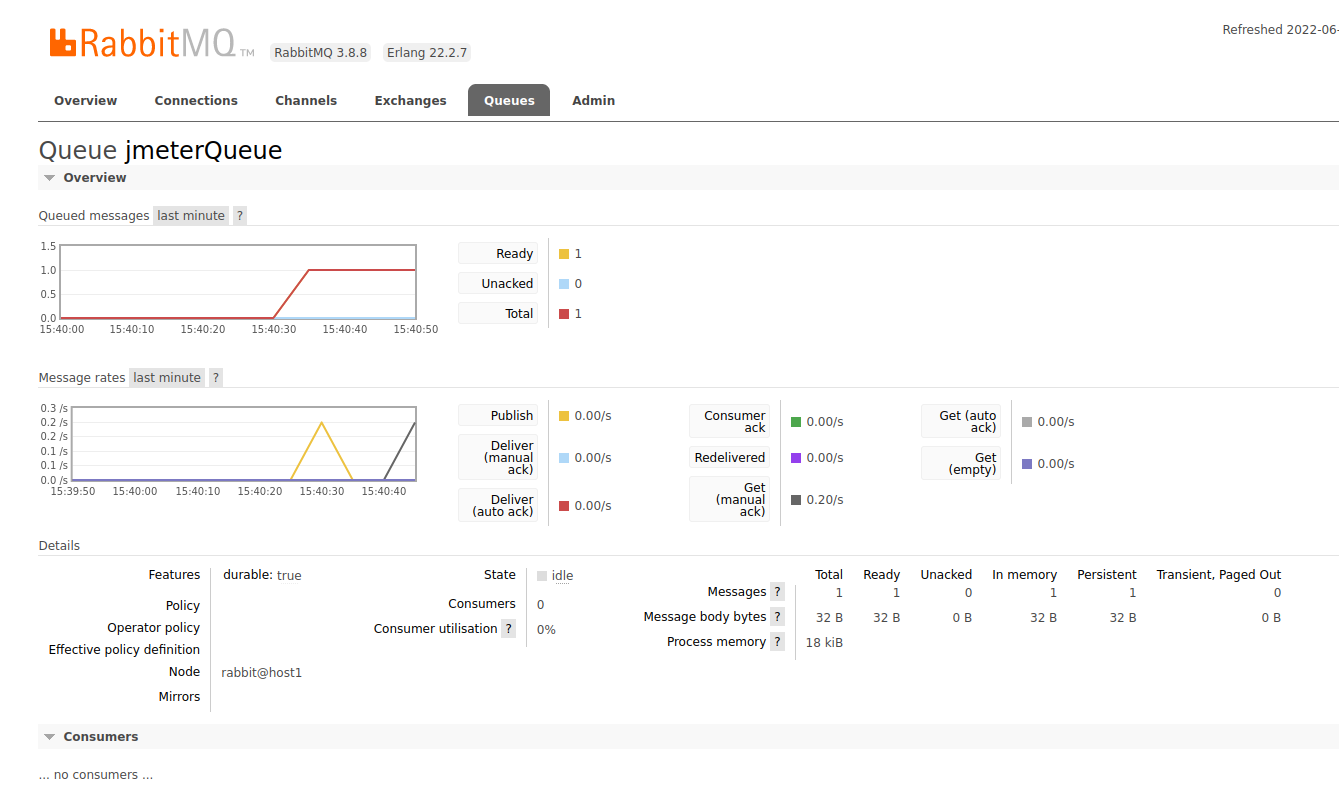 RabbitMQ TM RabbitMQ 3.8.8 Erlang 22.2.7
Refreshed 2022-06-
Overview Connections Channels Exchanges Queues Admin
Queue jmeterQueue
Overview
Queued messages last minute ?
1.5
1.0
0.5
0.0
15:40:00 15:40:10 15:40:20 15:40:30 15:40:40 15:40:50
Ready 1
Unacked 0
Total 1
Message rates last minute ?
0.3 /s
0.2 /s
0.2 /s
0.1 /s
0.1 /s
0.0 /s
15:39:50 15:40:00 15:40:10 15:40:20 15:40:30 15:40:40
Publish 0.00/s
Deliver
(manual 0.00/s
ack)
Deliver
(auto ack) 0.00/s
Consumer
ack 0.00/s
Redelivered 0.00/s
Get
(manual 0.20/s
ack)
Get (auto
ack) 0.00/s
Get
(empty) 0.00/s
Details
Features durable: true
Policy
Operator policy
Effective policy definition
Node rabbit@host1
Mirrors
State idle
Consumers 0
Consumer utilisation ? 0%
Total Ready Unacked In memory Persistent Transient, Paged Out
Messages ? 1 1 0 1 1 0
Message body bytes ? 32 B 32 B 0 B 32 B 32 B 0 B
Process memory ? 18 kiB
Consumers
... no consumers ...